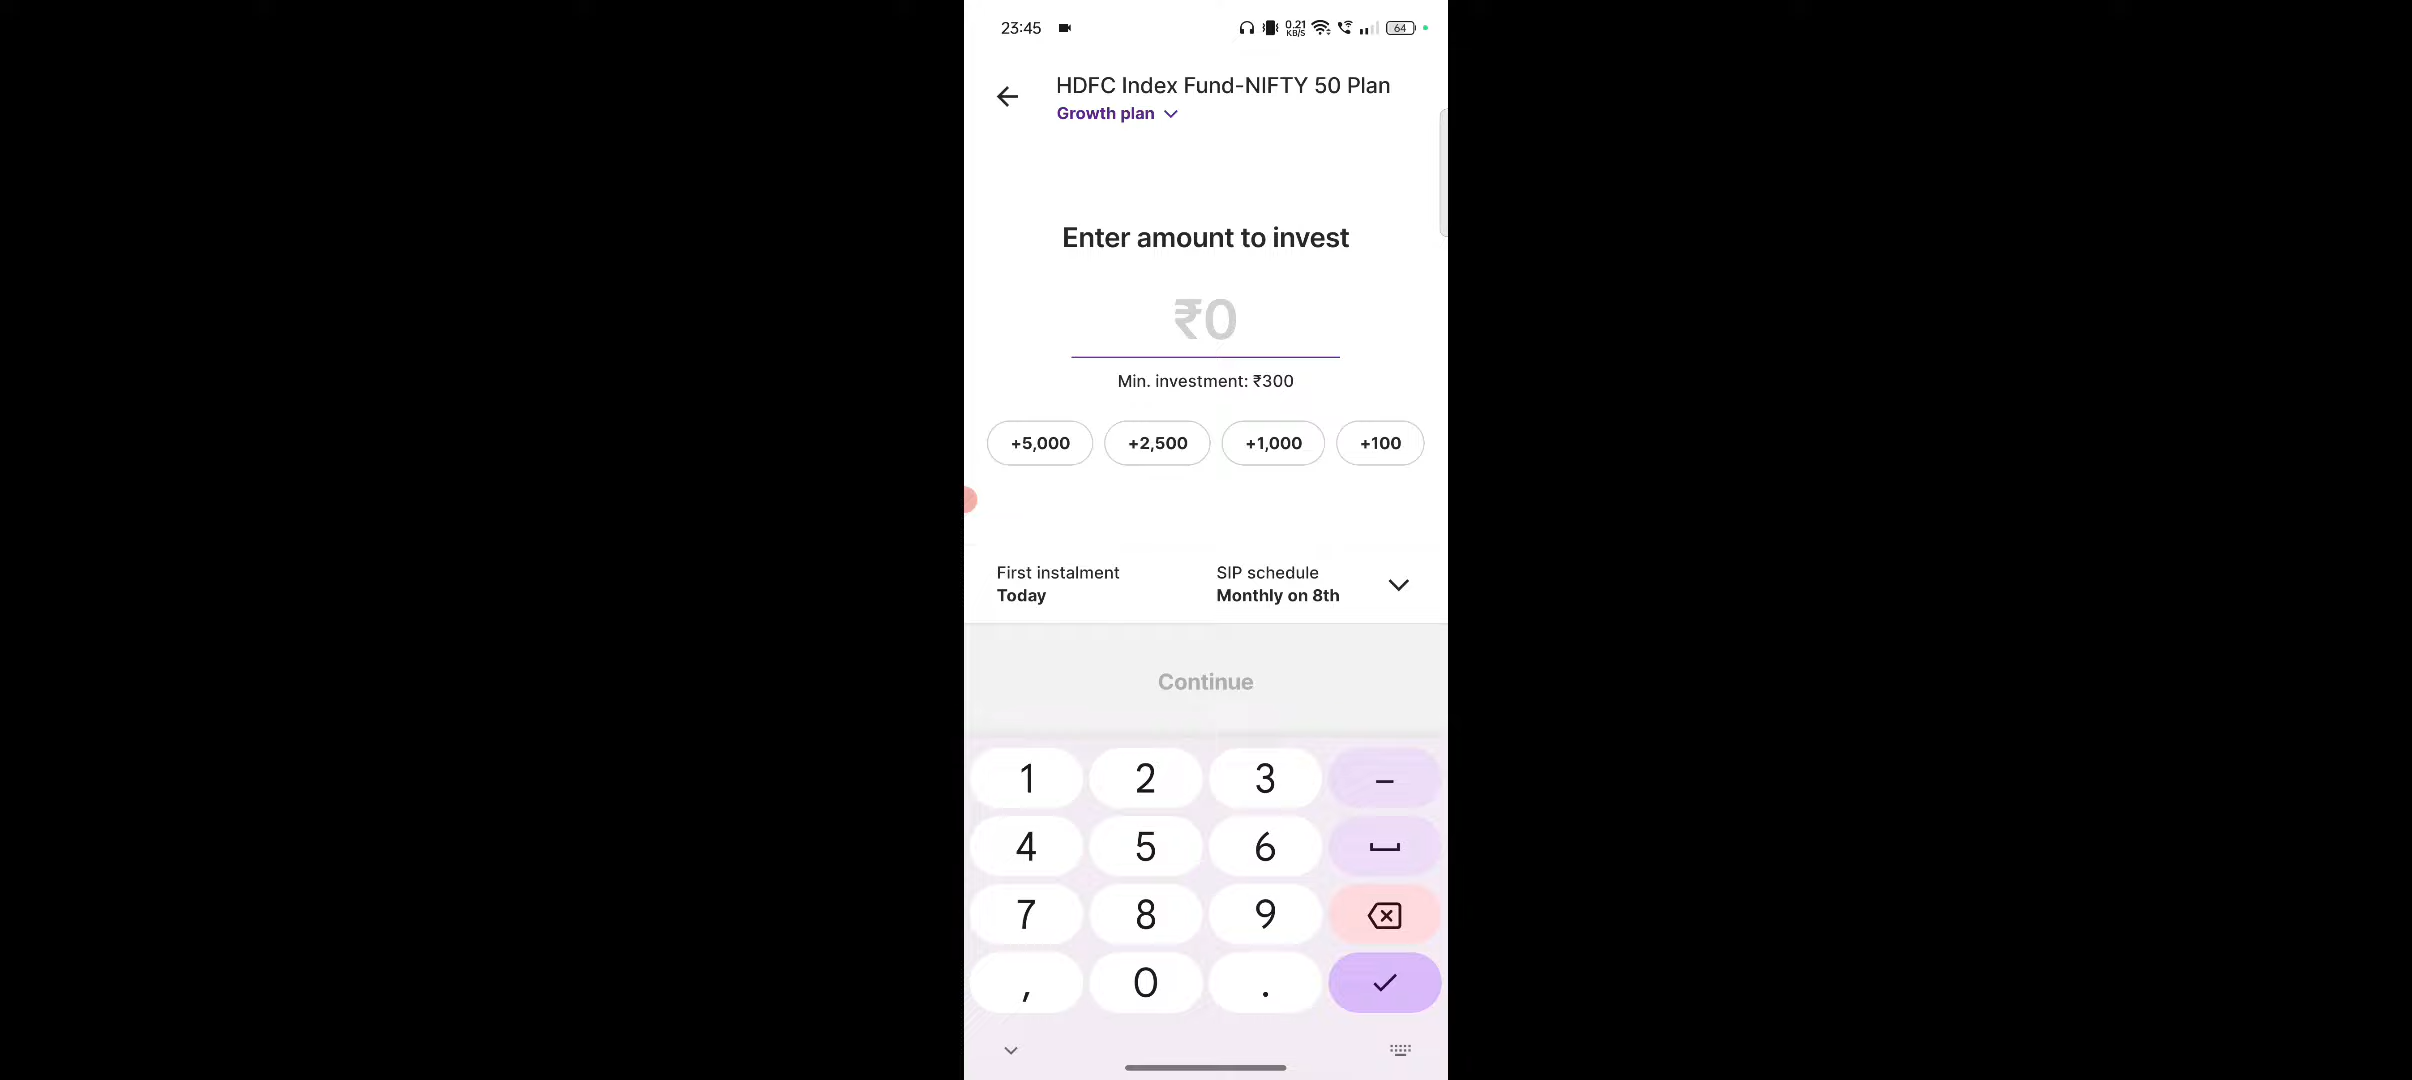 23:45
0.21
KB/S
64
HDFC Index Fund-NIFTY 50 Plan
Growth plan
Enter amount to invest
₹0
Min. investment: ₹300
+5,000 +2,500 +1,000 +100
First instalment
Today
SIP schedule
Monthly on 8th
Continue
1 2 3 –
4 5 6
7 8 9
, 0 .